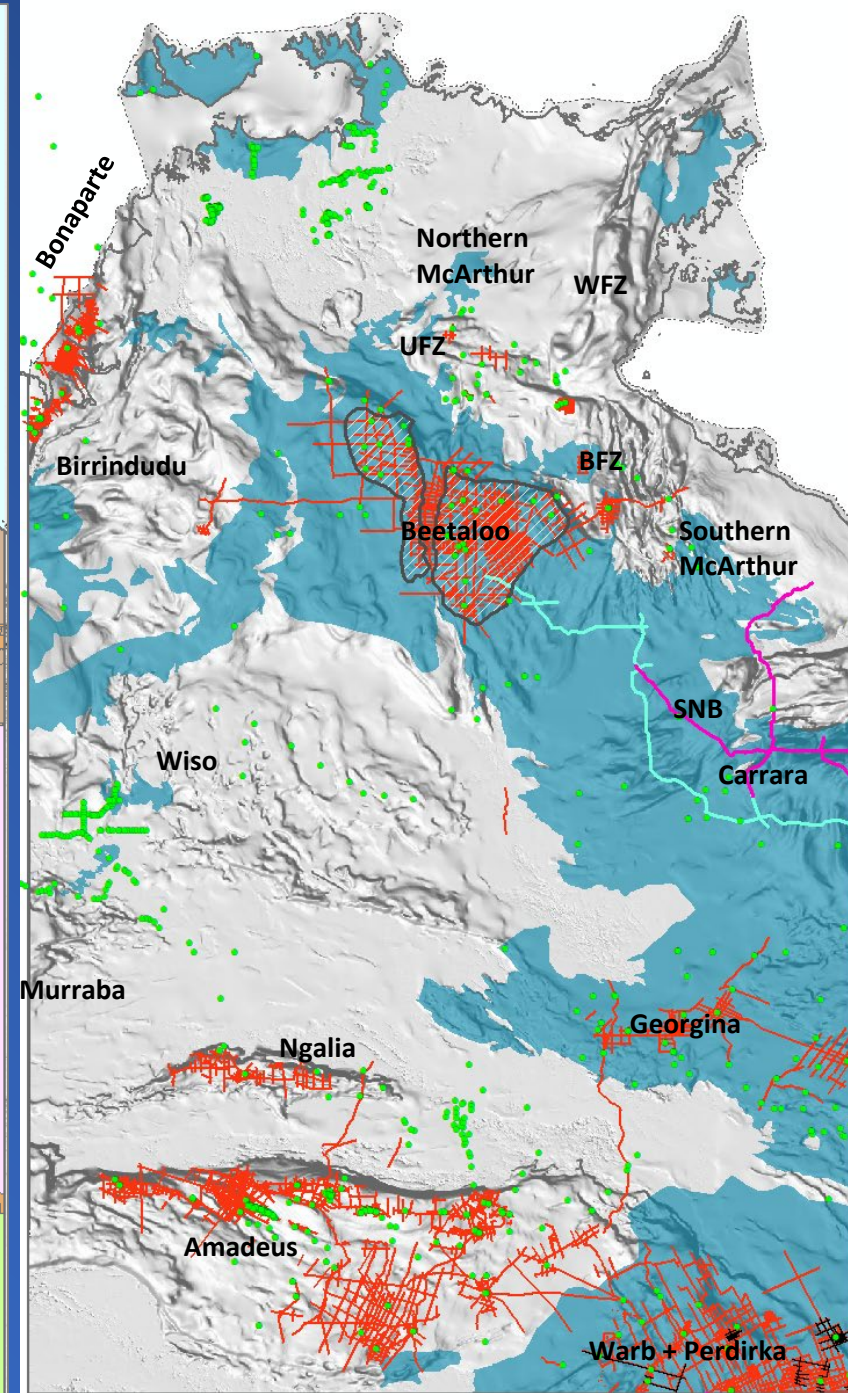 Bonaparte
Northern
McArthur
WFZ
UFZ
Birrindudu
BFZ
Beetaloo
Southern
McArthur
SNB
Wiso
Carrara
Murraba
Georgina
Ngalia
Amadeus
Warb + Perdirka